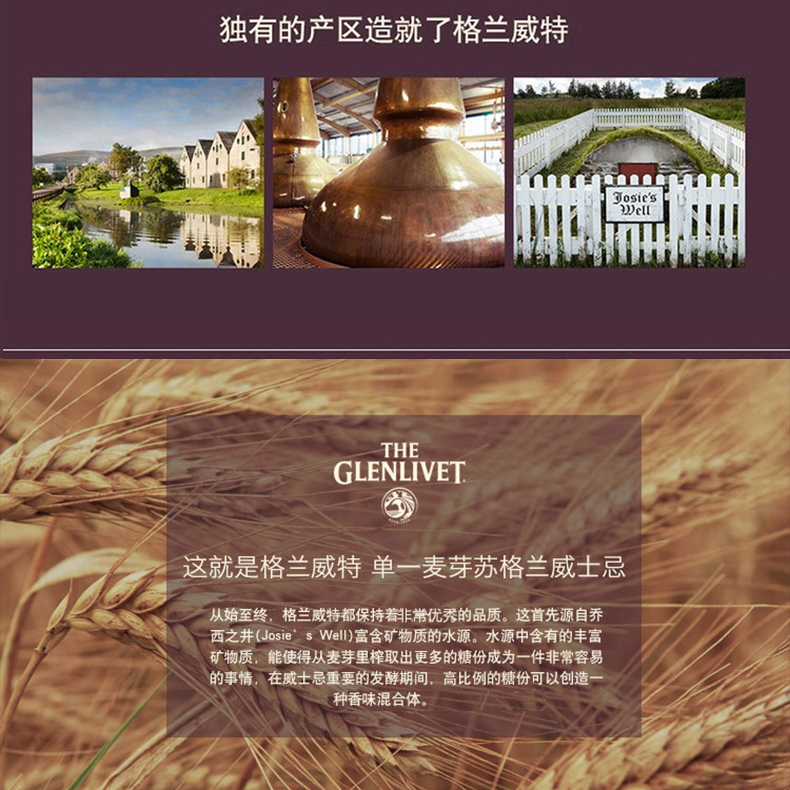 独有的产区造就了格兰威特
Josie's
Well
THE
GLENLIVET
这就是格兰威特 单一麦芽苏格兰威士忌
从始至终，格兰威特都保持着非常优秀的品质。这首先源自乔
西之井(Josie's Well)富含矿物质的水源。水源中含有的丰富
矿物质，能使得从麦芽里榨取出更多的糖份成为一件非常容易
的事情，在威士忌重要的发酵期间，高比例的糖份可以创造一
种香味混合体。